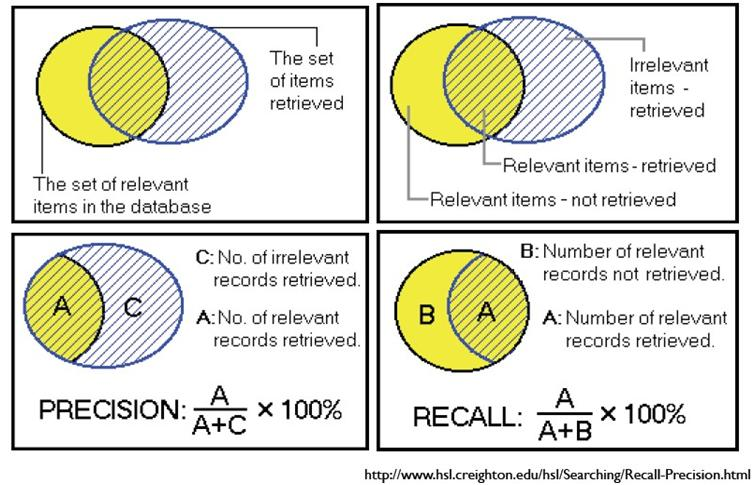 The set
of items
retrieved
The set of relevant
items in the database
Irrelevant
items -
retrieved
Relevant items - retrieved
Relevant items - not retrieved
A
C
C: No. of irrelevant
records retrieved.
A: No. of relevant
records retrieved.
PRECISION: A/A+C × 100%
B
A
B: Number of relevant
records not retrieved.
A: Number of relevant
records retrieved.
RECALL: A/A+B × 100%
http://www.hsl.creighton.edu/hsl/Searching/Recall-Precision.html